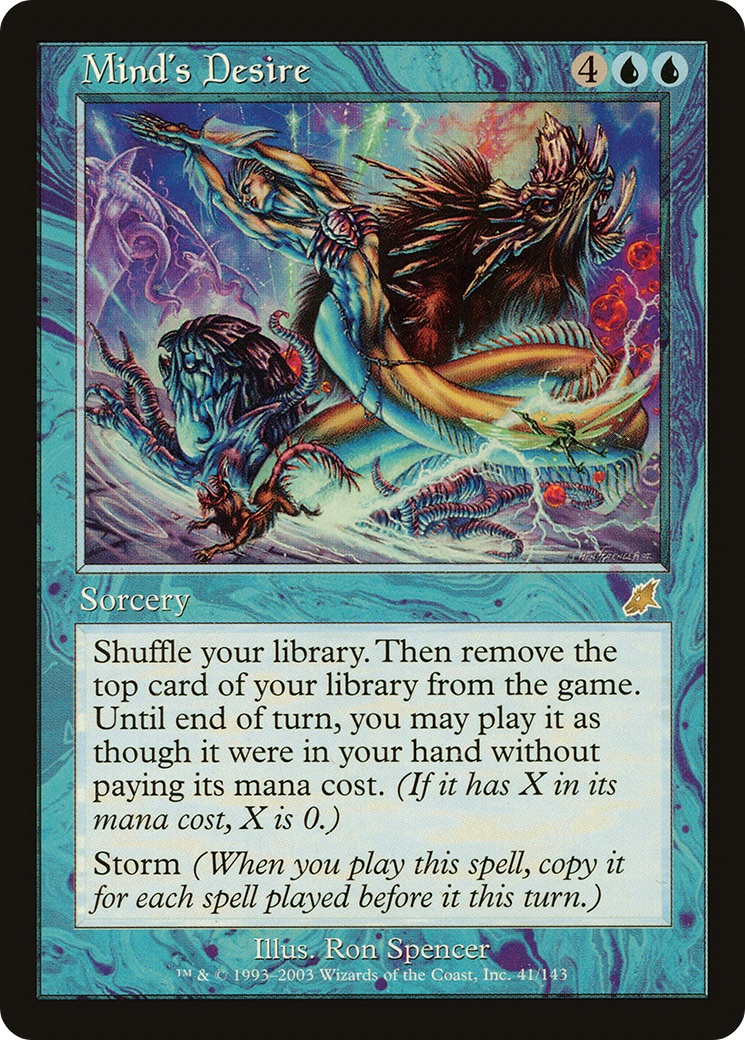 Mind's Desire 4
Sorcery
Shuffle your library. Then remove the
top card of your library from the game.
Until end of turn, you may play it as
though it were in your hand without
paying its mana cost. (If it has X in its
mana cost, X is 0.)
Storm (When you play this spell, copy it
for each spell played before it this turn.)
Illus. Ron Spencer
™ & © 1993–2003 Wizards of the Coast, Inc. 41/143